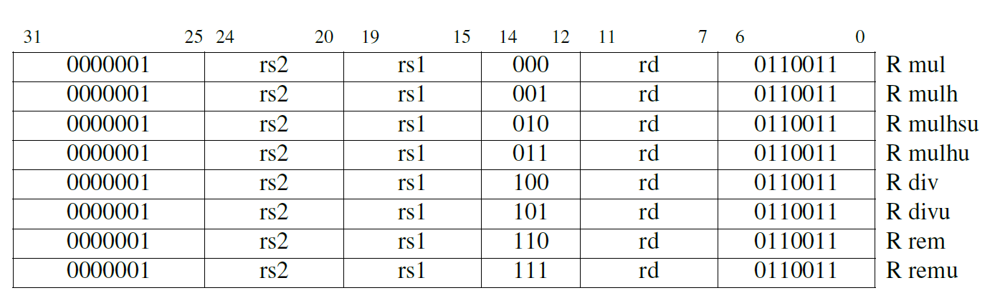 31 25 24 20 19 15 14 12 11 7 6 0
0000001 rs2 rs1 000 rd 0110011 R mul
0000001 rs2 rs1 001 rd 0110011 R mulh
0000001 rs2 rs1 010 rd 0110011 R mulhsu
0000001 rs2 rs1 011 rd 0110011 R mulhu
0000001 rs2 rs1 100 rd 0110011 R div
0000001 rs2 rs1 101 rd 0110011 R divu
0000001 rs2 rs1 110 rd 0110011 R rem
0000001 rs2 rs1 111 rd 0110011 R remu